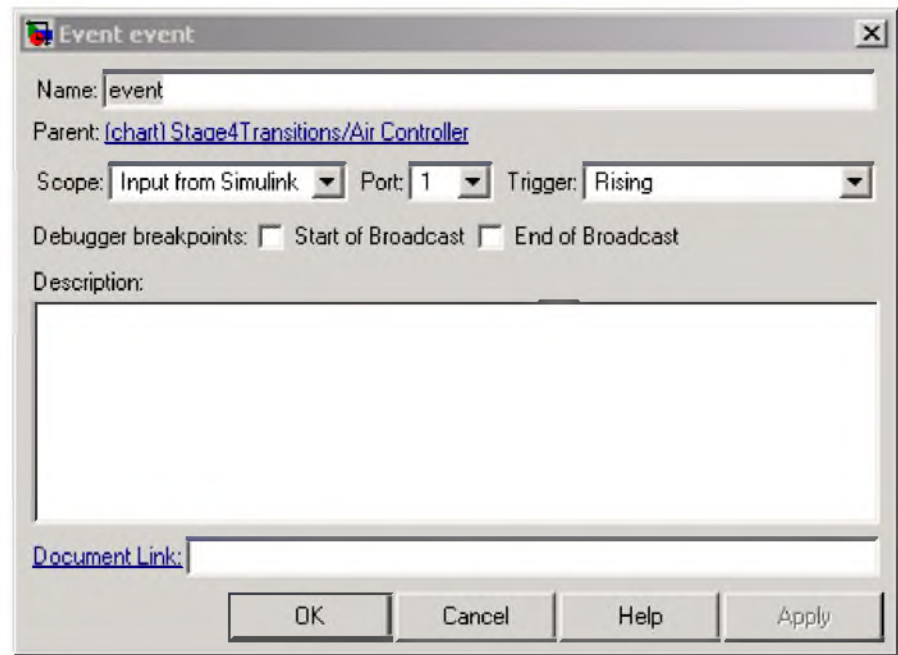 Event event
Name: event
Parent: (chart) Stage4Transitions/Air Controller
Scope: Input from Simulink Port: 1 Trigger: Rising
Debugger breakpoints: Start of Broadcast End of Broadcast
Description:
Document Link:
OK Cancel Help Apply